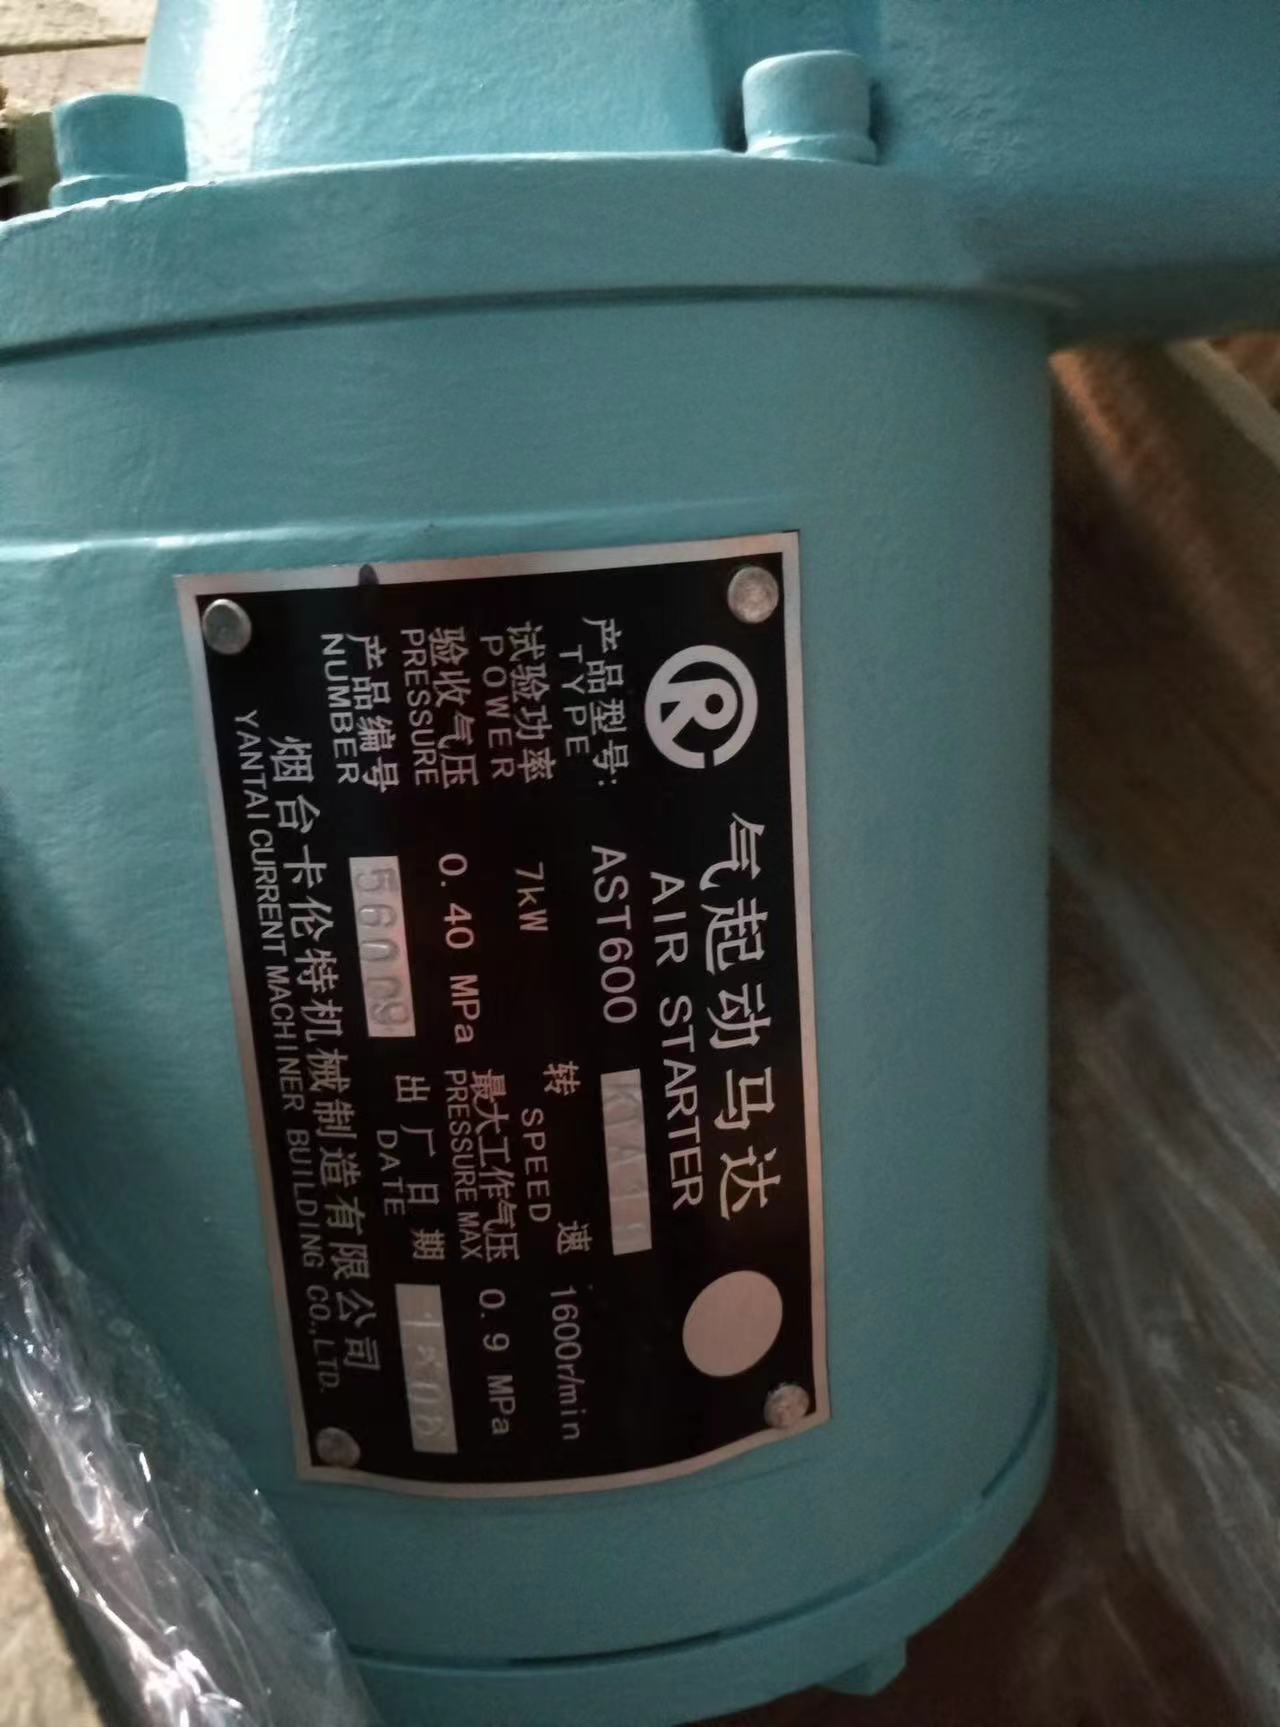 气起动马达
AIR STARTER
产品型号: AST600
TYPE
试验功率 7kW 转速 1600r/min
POWER SPEED
验收气压 0.40 MPa 最大工作气压 0.9 MPa
PRESSURE PRESSURE MAX
产品编号 出厂日期
NUMBER DATE
烟台卡伦特机械制造有限公司
YANTAI CURRENT MACHINER BUILDING CO.,LTD.